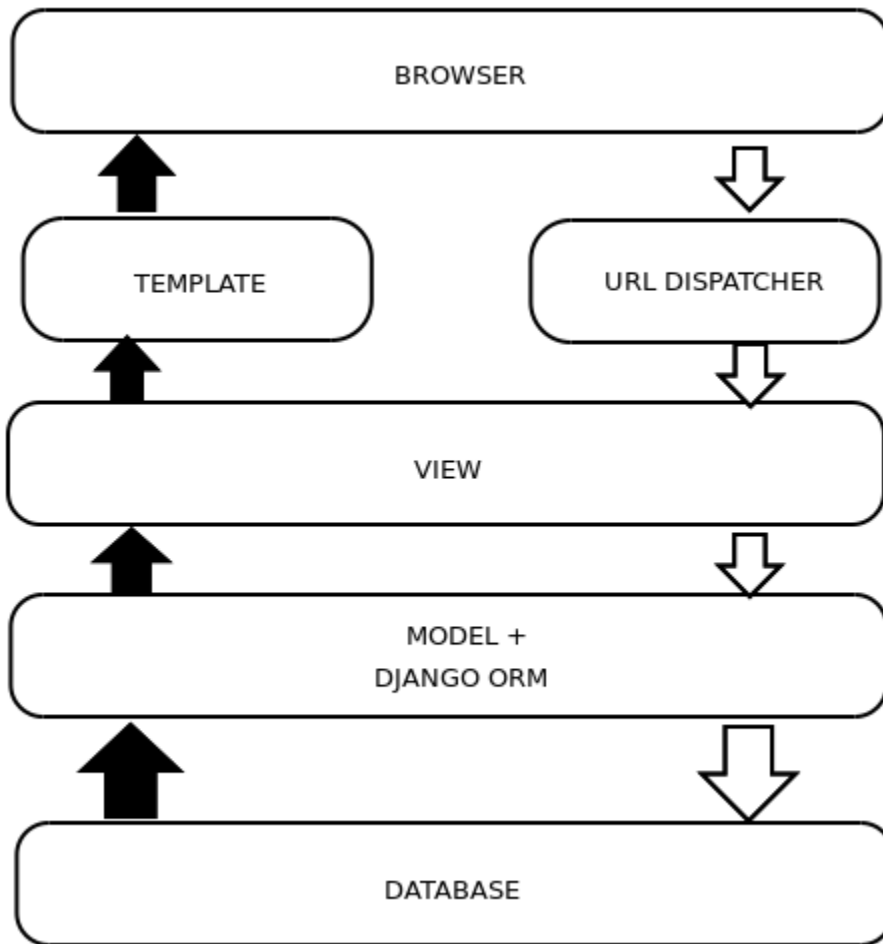 BROWSER
TEMPLATE
URL DISPATCHER
VIEW
MODEL +
DJANGO ORM
DATABASE